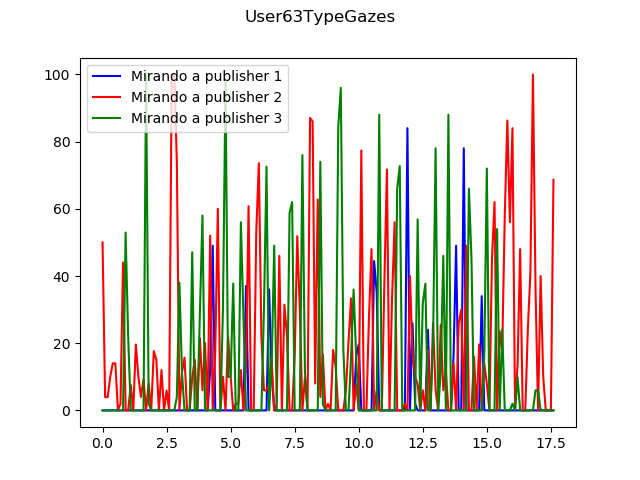 User63TypeGazes
Mirando a publisher 1
Mirando a publisher 2
Mirando a publisher 3
100
80
60
40
20
0
0.0 2.5 5.0 7.5 10.0 12.5 15.0 17.5